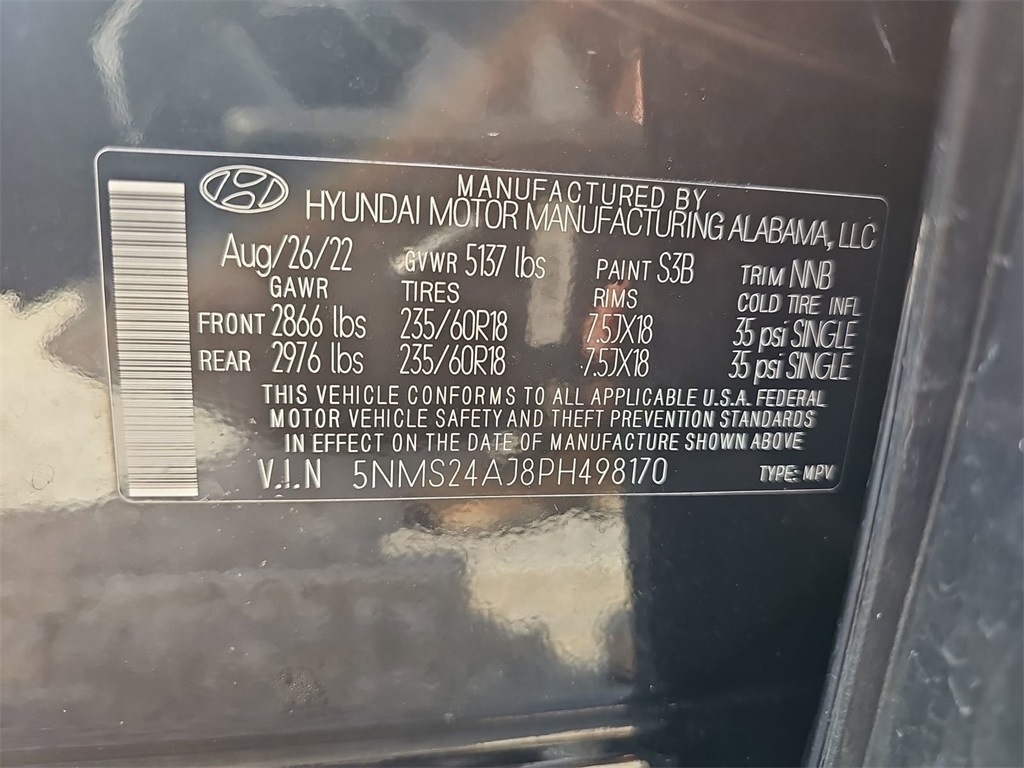 MANUFACTURED BY
HYUNDAI MOTOR MANUFACTURING ALABAMA, LLC
Aug/26/22 GVWR 5137 lbs PAINT S3B TRIM NNB
GAWR TIRES RIMS COLD TIRE INFL
FRONT 2866 lbs 235/60R18 7.5JX18 35 psi SINGLE
REAR 2976 lbs 235/60R18 7.5JX18 35 psi SINGLE
THIS VEHICLE CONFORMS TO ALL APPLICABLE U.S.A. FEDERAL
MOTOR VEHICLE SAFETY AND THEFT PREVENTION STANDARDS
IN EFFECT ON THE DATE OF MANUFACTURE SHOWN ABOVE
V.I.N 5NMS24AJ8PH498170 TYPE: MPV